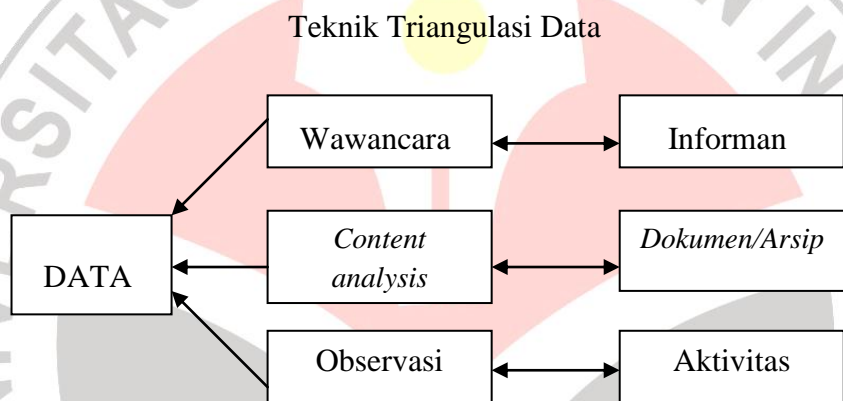 Teknik Triangulasi Data
Wawancara
Informan
DATA
Content
analysis
Dokumen/Arsip
Observasi
Aktivitas